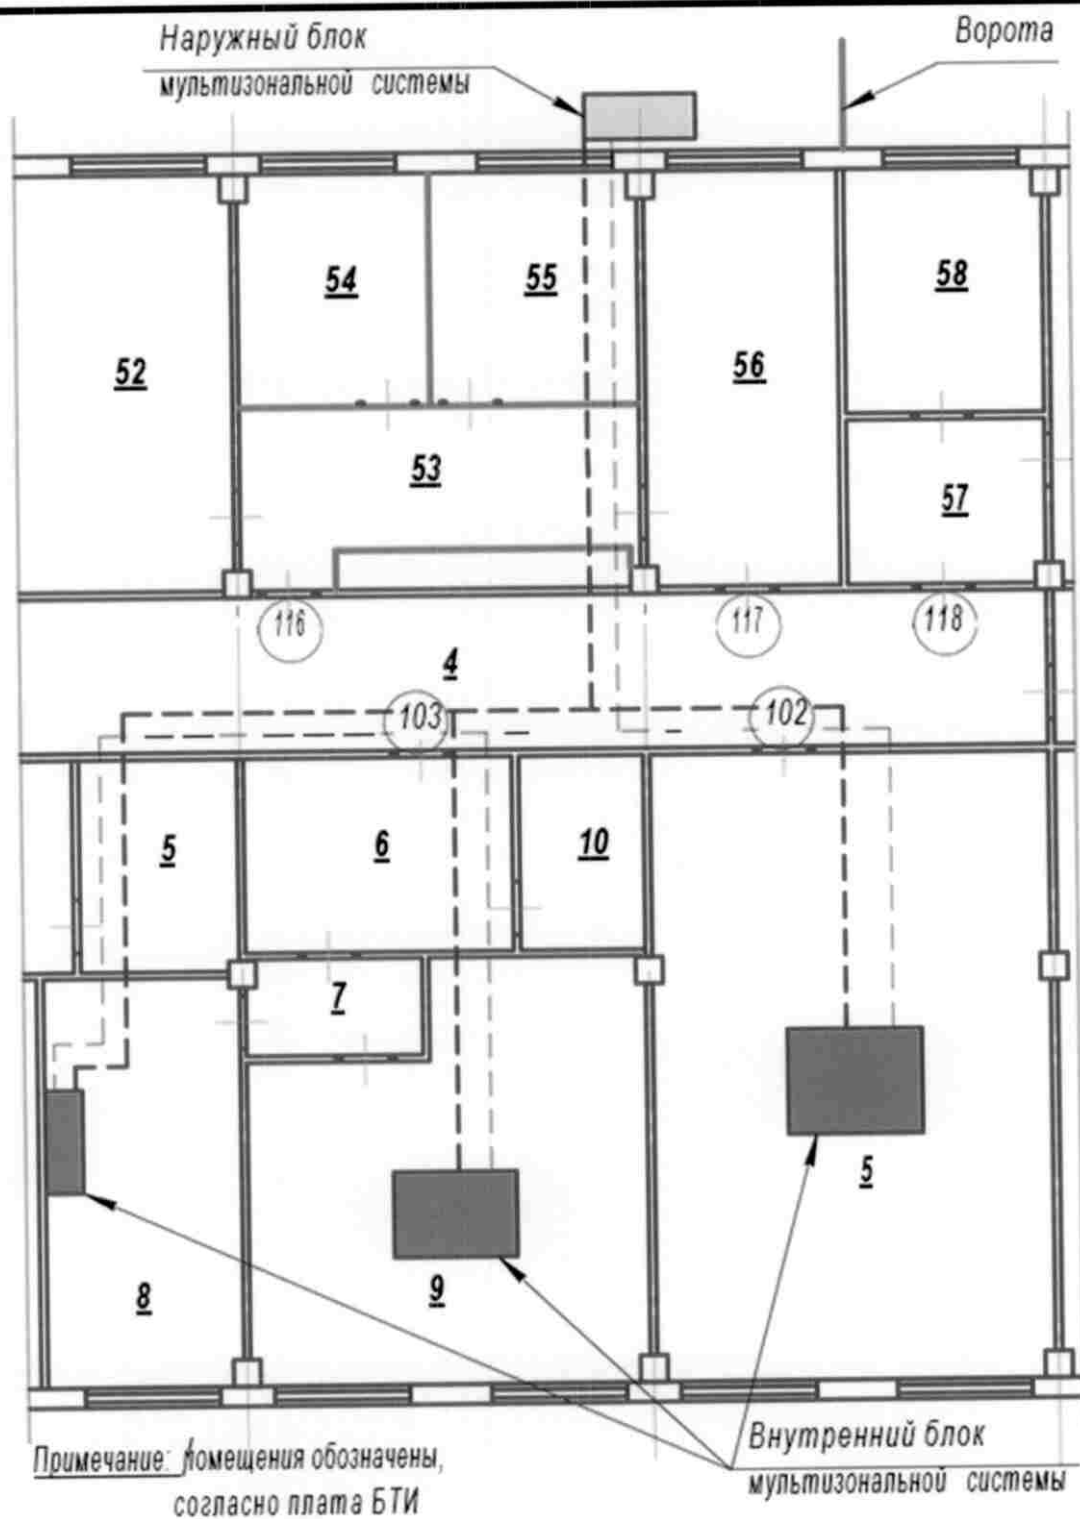 Наружный блок
мультизональной системы
Ворота
54
55
58
52
56
53
57
116
117
118
4
103
102
5
6
10
7
5
8
9
Примечание: помещения обозначены,
согласно плата БТИ
Внутренний блок
мультизональной системы